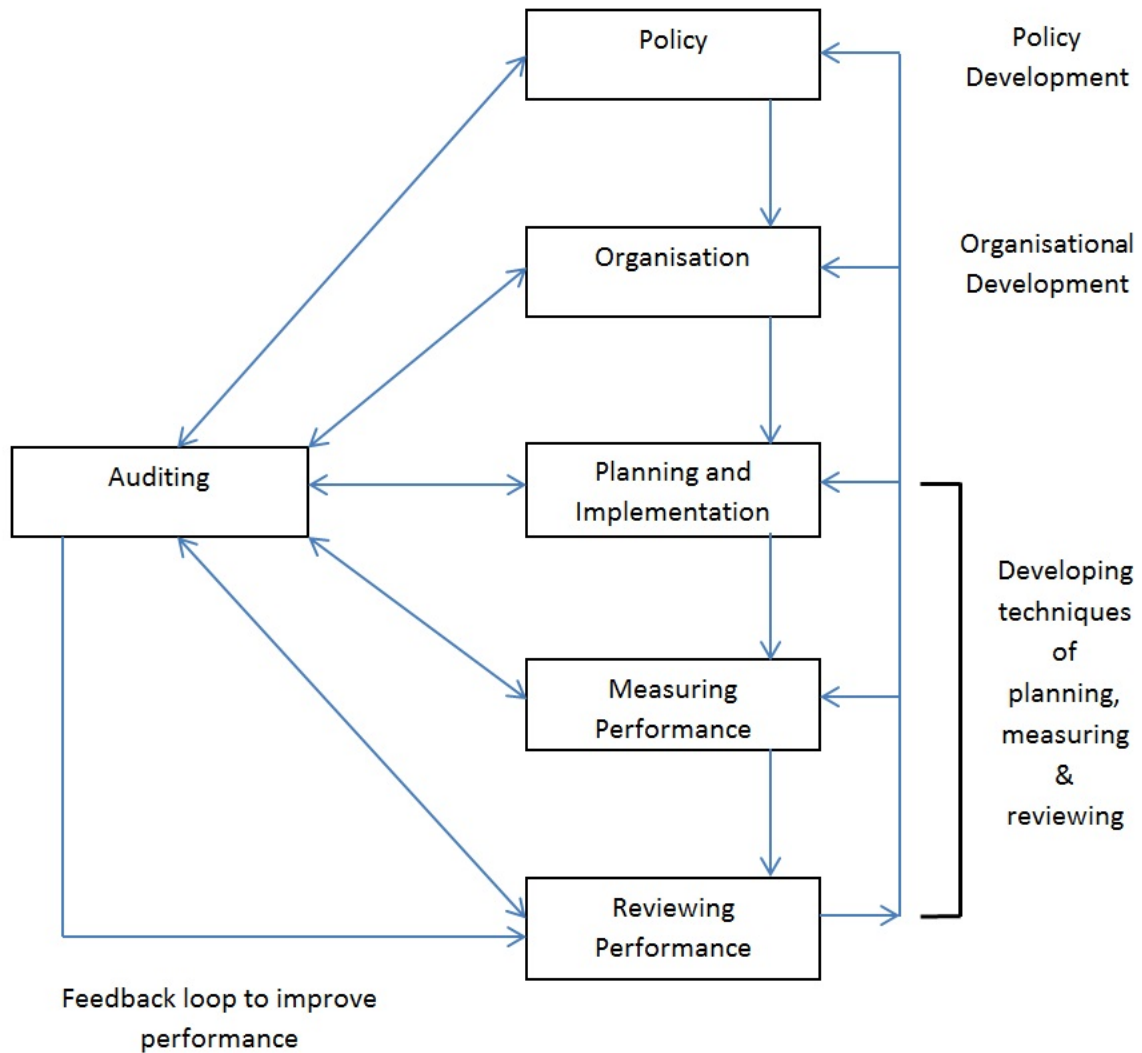 Policy
Policy
Development
Organisation
Organisational
Development
Auditing
Planning and
Implementation
Developing
techniques
of
planning,
measuring
&
reviewing
Measuring
Performance
Reviewing
Performance
Feedback loop to improve
performance